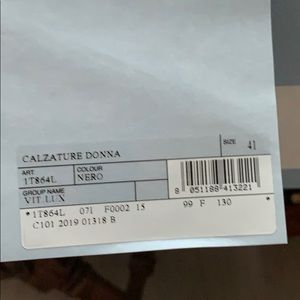 CALZATURE DONNA
SIZE 41
ART. COLOUR
1T864L NERO
GROUP NAME
VIT.LUX
8 051188 413221
*1T864L 071 F0002 15 99 F 130 *
C101 2019 01318 B